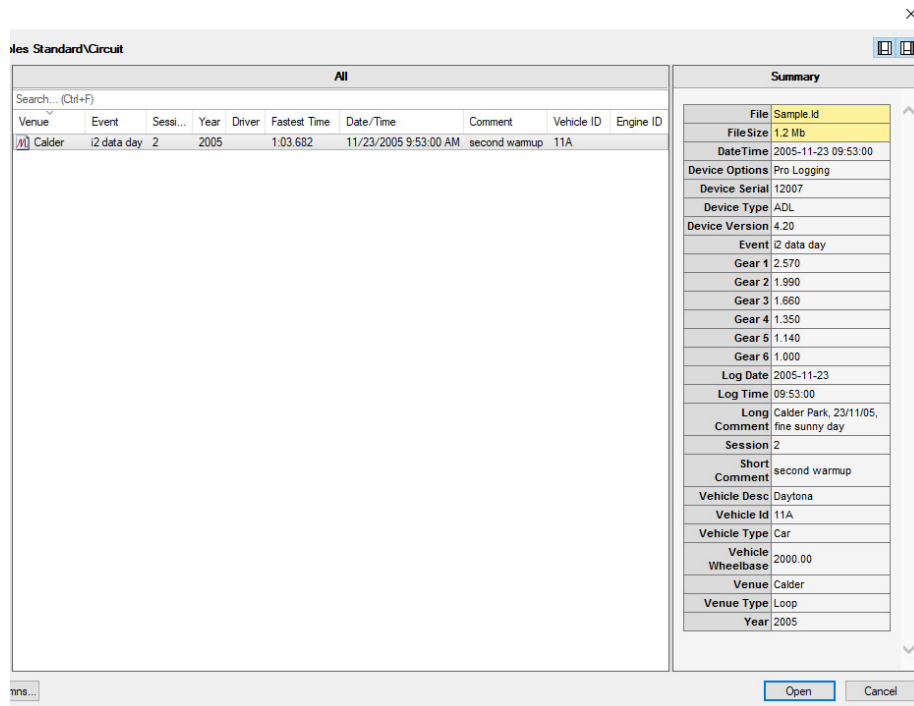 ×
ples Standard\Circuit
All
Summary
Search... (Ctrl+F)
Venue Event Sessi... Year Driver Fastest Time Date/Time Comment Vehicle ID Engine ID
Calder i2 data day 2 2005 1:03.682 11/23/2005 9:53:00 AM second wamup 11A
File Sample.ld
FileSize 1.2 Mb
DateTime 2005-11-23 09:53:00
Device Options Pro Logging
Device Serial 12007
Device Type ADL
Device Version 4.20
Event i2 data day
Gear 1 2.570
Gear 2 1.990
Gear 3 1.660
Gear 4 1.350
Gear 5 1.140
Gear 6 1.000
Log Date 2005-11-23
Log Time 09:53:00
Long Calder Park, 23/11/05,
Comment fine sunny day
Session 2
Short
Comment second warmup
Vehicle Desc Daytona
Vehicle Id 11A
Vehicle Type Car
Vehicle
Wheelbase 2000.00
Venue Calder
Venue Type Loop
Year 2005
mns...
Open
Cancel